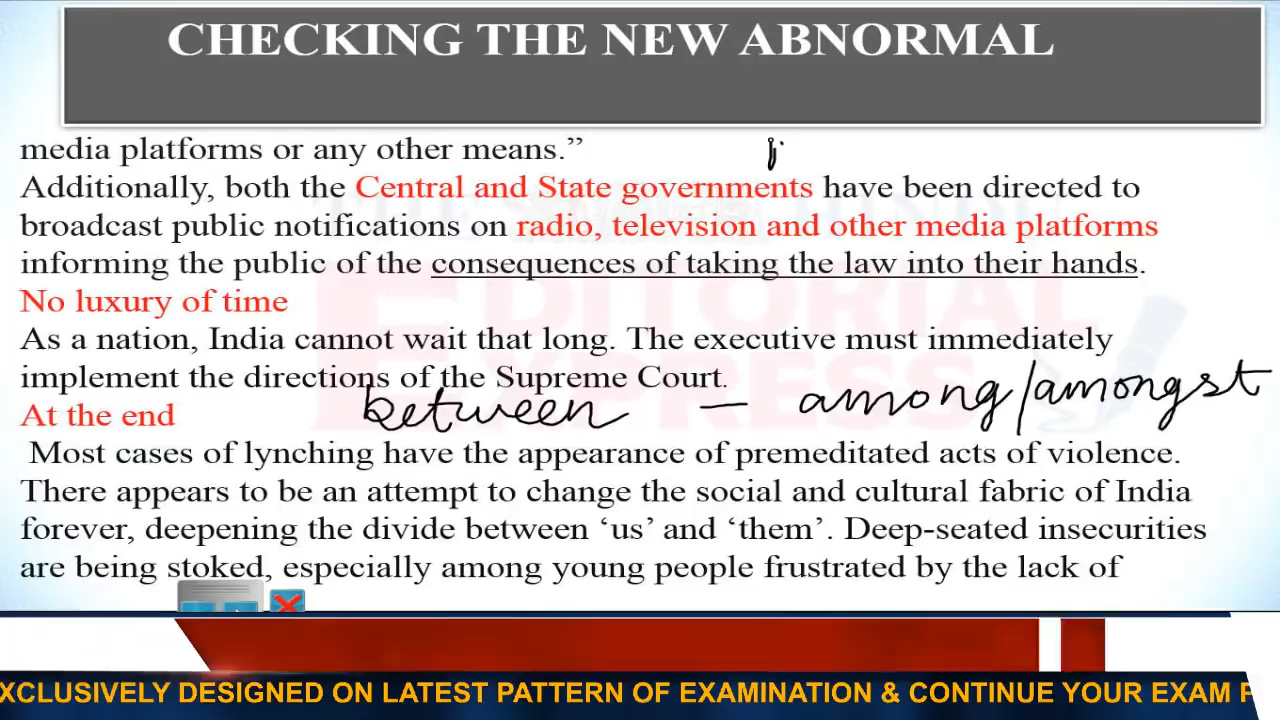 CHECKING THE NEW ABNORMAL
media platforms or any other means.”
Additionally, both the Central and State governments have been directed to
broadcast public notifications on radio, television and other media platforms
informing the public of the consequences of taking the law into their hands.
No luxury of time
As a nation, India cannot wait that long. The executive must immediately
implement the directions of the Supreme Court.
between — among/amongst
At the end
Most cases of lynching have the appearance of premeditated acts of violence.
There appears to be an attempt to change the social and cultural fabric of India
forever, deepening the divide between ‘us’ and ‘them’. Deep-seated insecurities
are being stoked, especially among young people frustrated by the lack of
EDITORIAL
EXPRESS
XCLUSIVELY DESIGNED ON LATEST PATTERN OF EXAMINATION & CONTINUE YOUR EXAM